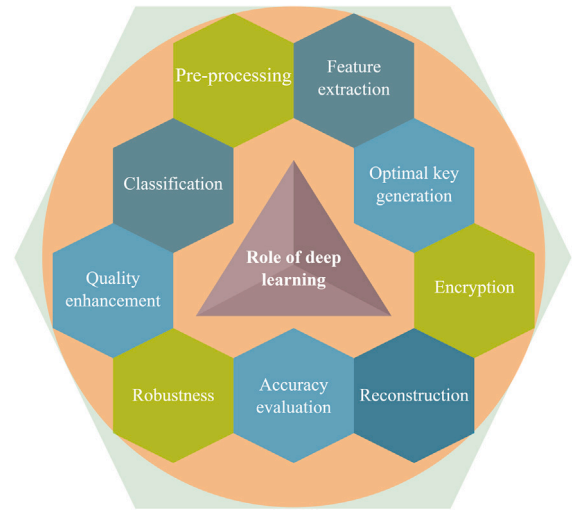 Pre-processing
Feature
extraction
Classification
Optimal key
generation
Role of deep
learning
Quality
enhancement
Encryption
Robustness
Accuracy
evaluation
Reconstruction